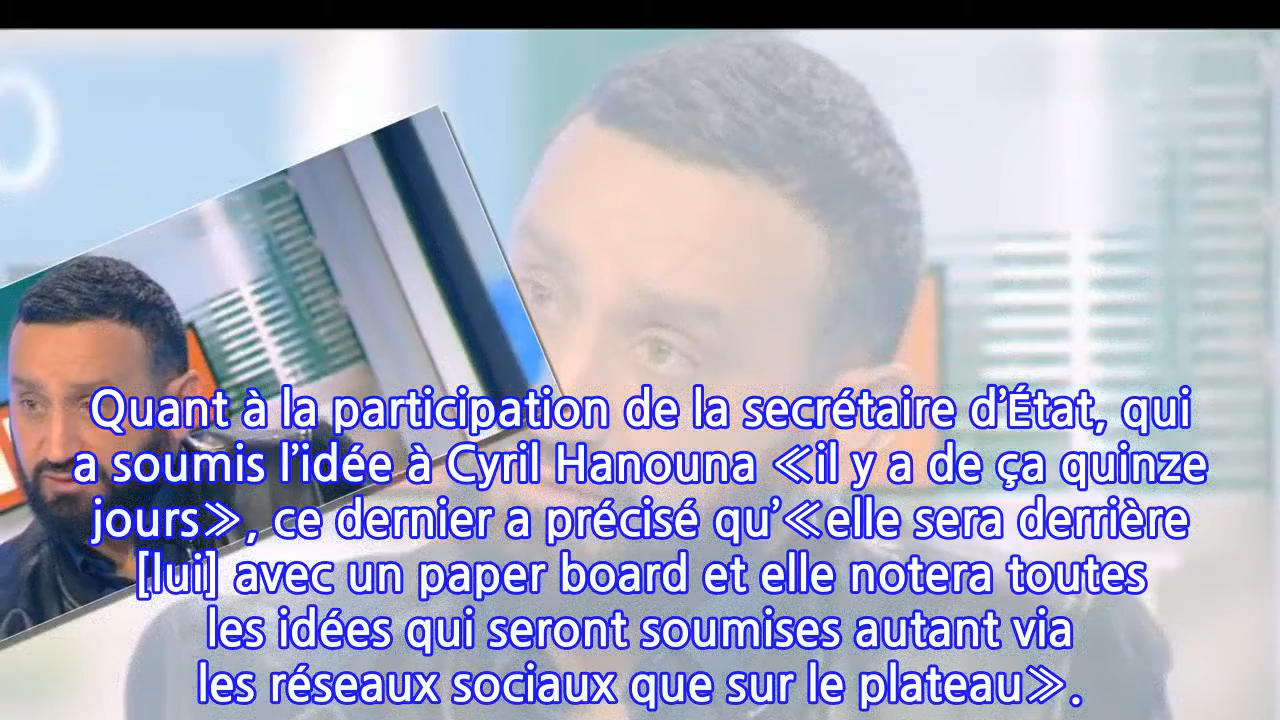 Quant à la participation de la secrétaire d’État, qui
a soumis l’idée à Cyril Hanouna ≪il y a de ça quinze
jours≫, ce dernier a précisé qu’≪elle sera derrière
[lui] avec un paper board et elle notera toutes
les idées qui seront soumises autant via
les réseaux sociaux que sur le plateau≫.